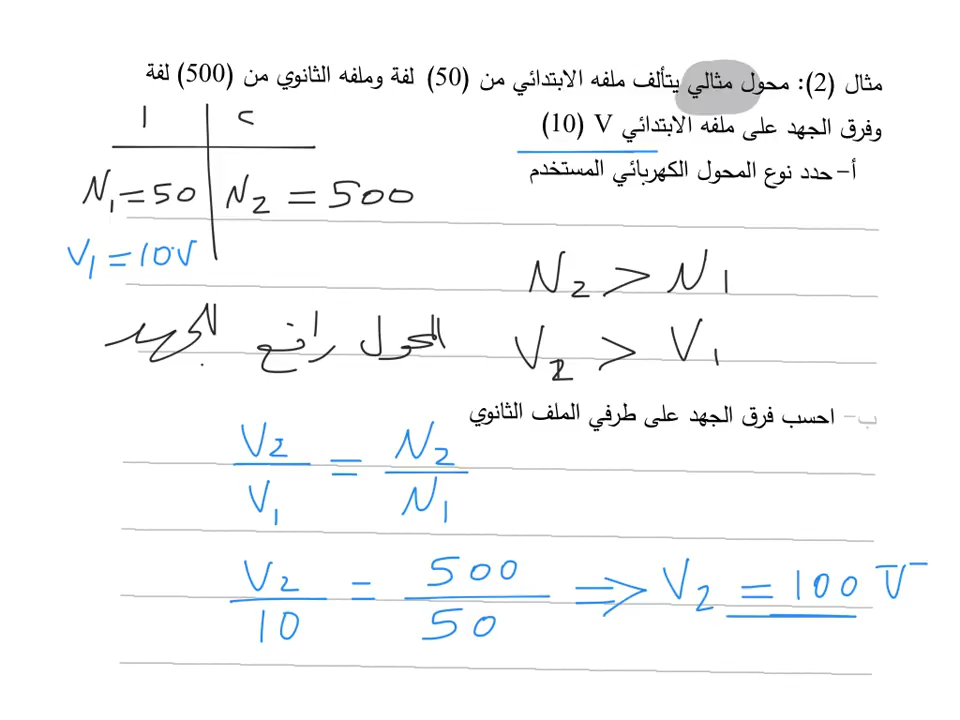 مثال (2): محول مثالي يتألف ملفه الابتدائي من (50) لفة وملفه الثانوي من (500) لفة
وفرق الجهد على ملفه الابتدائي V (10)
1 2
أ- حدد نوع المحول الكهربائي المستخدم
N₁ = 50 N₂ = 500
V₁ = 10V
N₂ > N₁
V₂ > V₁
المحول رافع للجهد
ب- احسب فرق الجهد على طرفي الملف الثانوي
V₂/V₁ = N₂/N₁
V₂/10 = 500/50 ⇒ V₂ = 100 V